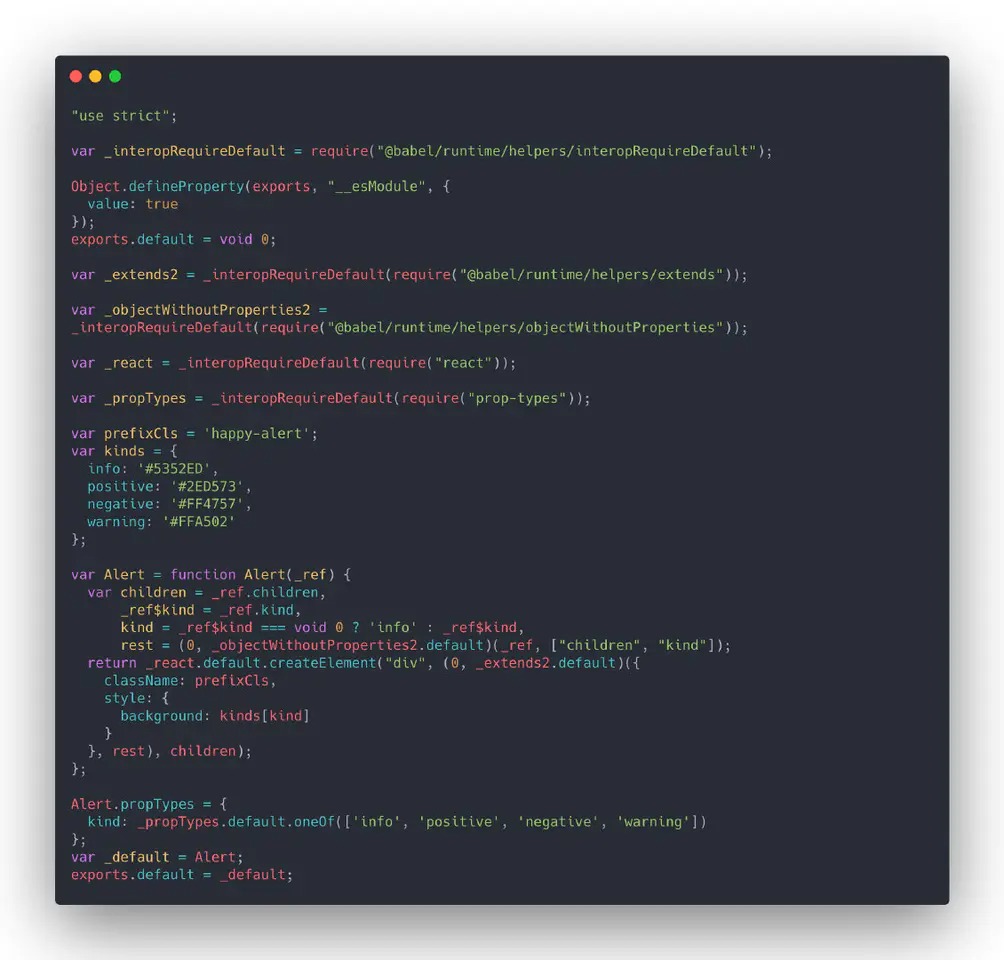 "use strict";
var _interopRequireDefault = require("@babel/runtime/helpers/interopRequireDefault");
Object.defineProperty(exports, "__esModule", {
  value: true
});
exports.default = void 0;
var _extends2 = _interopRequireDefault(require("@babel/runtime/helpers/extends"));
var _objectWithoutProperties2 =
_interopRequireDefault(require("@babel/runtime/helpers/objectWithoutProperties"));
var _react = _interopRequireDefault(require("react"));
var _propTypes = _interopRequireDefault(require("prop-types"));
var prefixCls = 'happy-alert';
var kinds = {
  info: '#5352ED',
  positive: '#2ED573',
  negative: '#FF4757',
  warning: '#FFA502'
};
var Alert = function Alert(_ref) {
  var children = _ref.children,
      _ref$kind = _ref.kind,
      kind = _ref$kind === void 0 ? 'info' : _ref$kind,
      rest = (0, _objectWithoutProperties2.default)(_ref, ["children", "kind"]);
  return _react.default.createElement("div", (0, _extends2.default)({
    className: prefixCls,
    style: {
      background: kinds[kind]
    }
  }, rest), children);
};
Alert.propTypes = {
  kind: _propTypes.default.oneOf(['info', 'positive', 'negative', 'warning'])
};
var _default = Alert;
exports.default = _default;